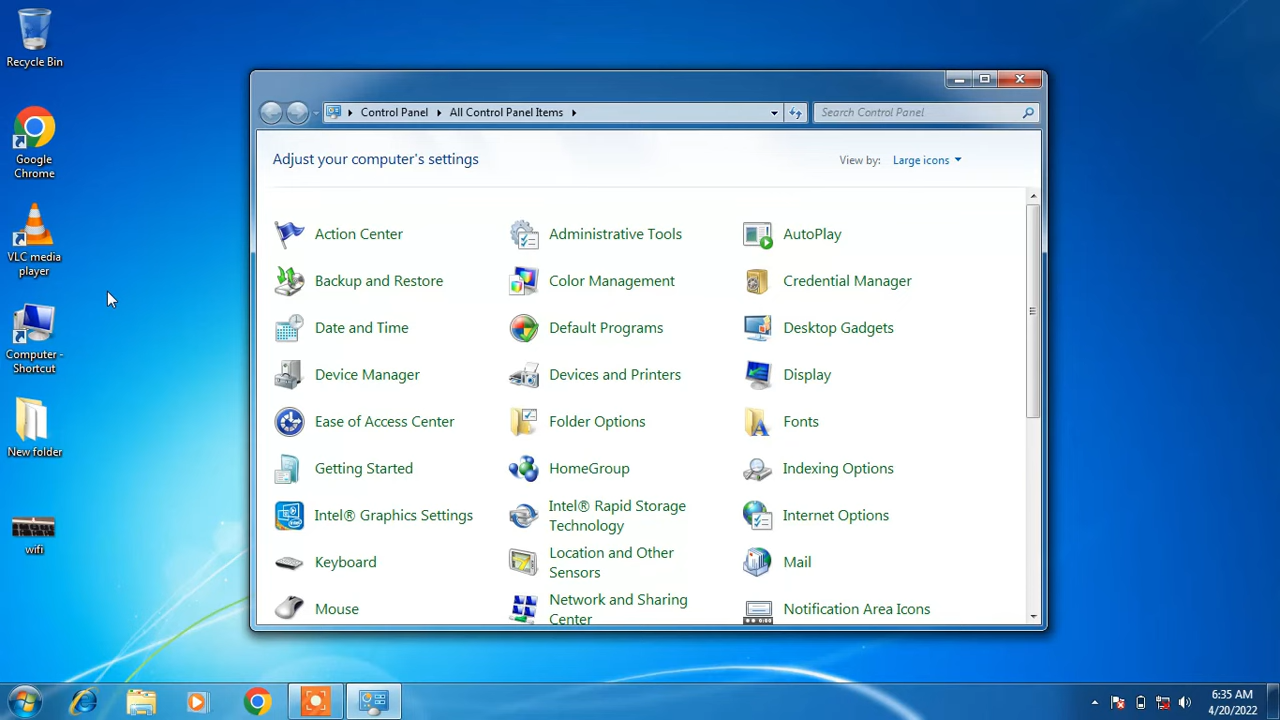 Recycle Bin
Google
Chrome
VLC media
player
Computer -
Shortcut
New folder
wifi
Control Panel
All Control Panel Items
Search Control Panel
Adjust your computer's settings
View by:
Large icons
Action Center
Administrative Tools
AutoPlay
Backup and Restore
Color Management
Credential Manager
Date and Time
Default Programs
Desktop Gadgets
Device Manager
Devices and Printers
Display
Ease of Access Center
Folder Options
Fonts
Getting Started
HomeGroup
Indexing Options
Intel® Graphics Settings
Intel® Rapid Storage
Technology
Internet Options
Keyboard
Location and Other
Sensors
Mail
Mouse
Network and Sharing
Center
Notification Area Icons
6:35 AM
4/20/2022